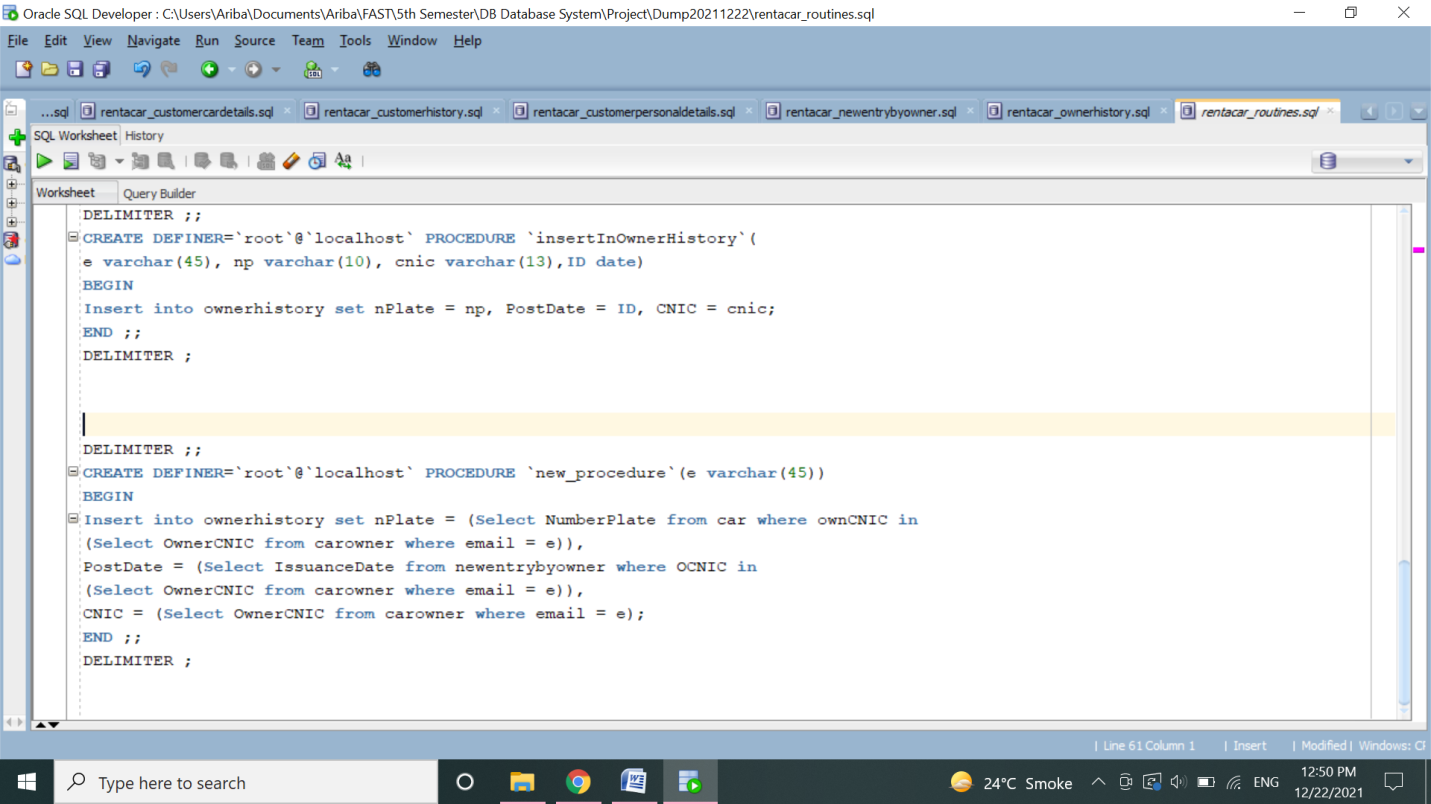 Oracle SQL Developer : C:\Users\Ariba\Documents\Ariba\FAST\5th Semester\DB Database System\Project\Dump20211222\rentacar_routines.sql
File Edit View Navigate Run Source Team Tools Window Help
...sql rentacar_customercardetails.sql rentacar_customerhistory.sql rentacar_customerpersonaldetails.sql rentacar_newentrybyowner.sql rentacar_ownerhistory.sql rentacar_routines.sql
SQL Worksheet History
Worksheet Query Builder
DELIMITER ;;
CREATE DEFINER=`root`@`localhost` PROCEDURE `insertInOwnerHistory`(
e varchar(45), np varchar(10), cnic varchar(13),ID date)
BEGIN
Insert into ownerhistory set nPlate = np, PostDate = ID, CNIC = cnic;
END ;;
DELIMITER ;
DELIMITER ;;
CREATE DEFINER=`root`@`localhost` PROCEDURE `new_procedure`(e varchar(45))
BEGIN
Insert into ownerhistory set nPlate = (Select NumberPlate from car where ownCNIC in
(Select OwnerCNIC from carowner where email = e)),
PostDate = (Select IssuanceDate from newentrybyowner where OCNIC in
(Select OwnerCNIC from carowner where email = e)),
CNIC = (Select OwnerCNIC from carowner where email = e);
END ;;
DELIMITER ;
| Line 61 Column 1 | Insert | Modified | Windows: CF
Type here to search
24°C Smoke ENG 12:50 PM
12/22/2021